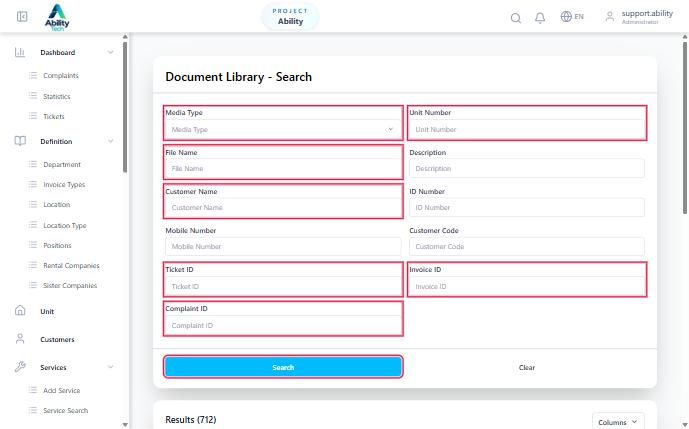 Ability
Tech
PROJECT
Ability
EN
support.ability
Administrator
Dashboard
Complaints
Statistics
Tickets
Definition
Department
Invoice Types
Location
Location Type
Positions
Rental Companies
Sister Companies
Unit
Customers
Services
Add Service
Service Search
Document Library - Search
Media Type
Media Type
Unit Number
Unit Number
File Name
File Name
Description
Description
Customer Name
Customer Name
ID Number
ID Number
Mobile Number
Mobile Number
Customer Code
Customer Code
Ticket ID
Ticket ID
Invoice ID
Invoice ID
Complaint ID
Complaint ID
Search
Clear
Results (712)
Columns